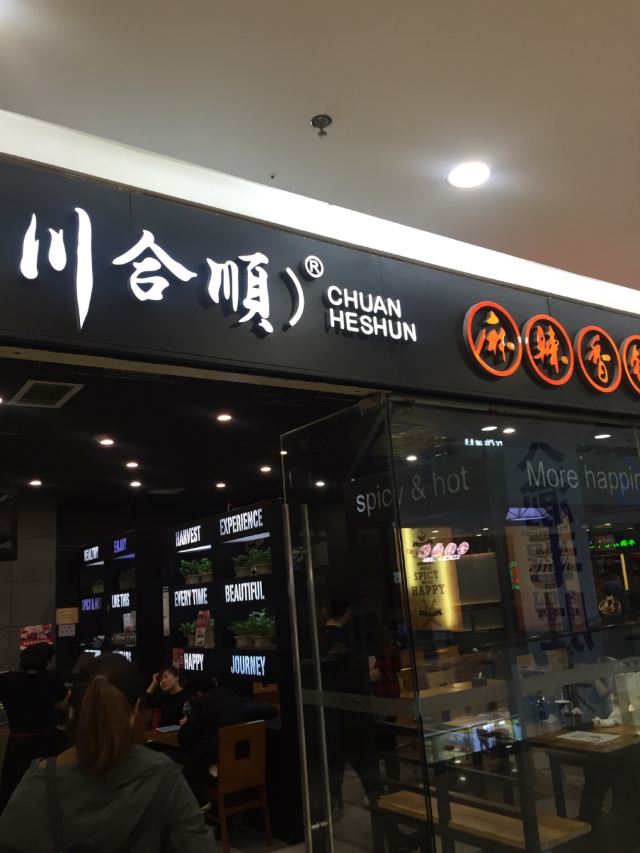 川合順®
CHUAN
HESHUN
麻辣香
spicy & hot
More happin
HEALTHY
ENJOY
HARVEST
EXPERIENCE
LIKE THIS
EVERY TIME
BEAUTIFUL
HAPPY
JOURNEY
SPICY
HAPPY